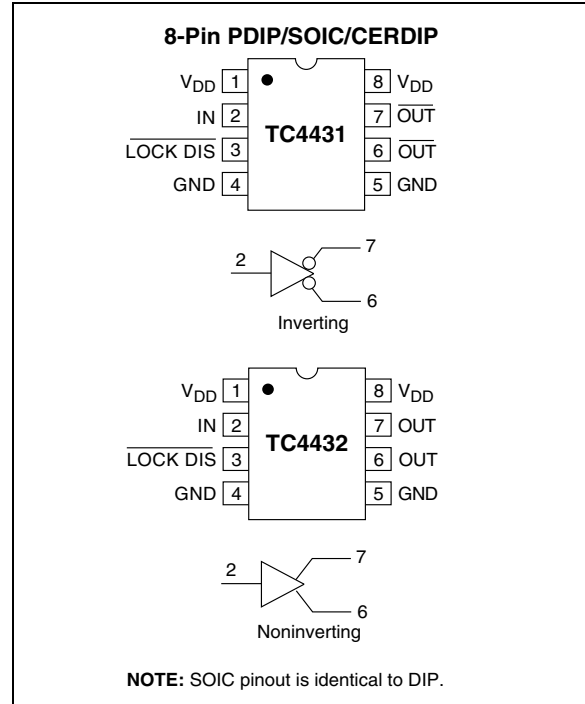 8-Pin PDIP/SOIC/CERDIP
VDD 1
8 VDD
IN 2
7 OUT
TC4431
LOCK DIS 3
6 OUT
GND 4
5 GND
2
7
6
Inverting
VDD 1
8 VDD
IN 2
7 OUT
TC4432
LOCK DIS 3
6 OUT
GND 4
5 GND
2
7
6
Noninverting
NOTE: SOIC pinout is identical to DIP.